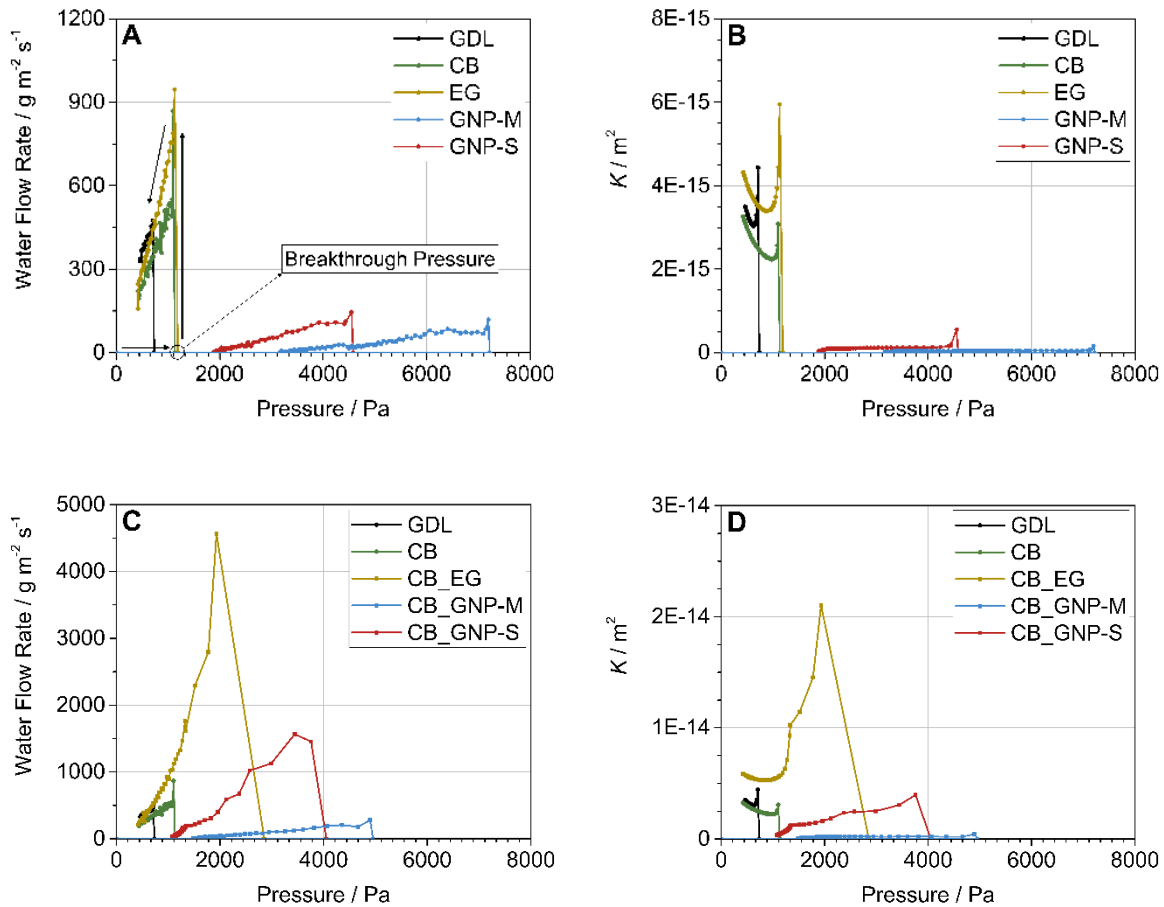 A
1200
900
600
300
0
Water Flow Rate / g m⁻² s⁻¹
GDL
CB
EG
GNP-M
GNP-S
Breakthrough Pressure
0 2000 4000 6000 8000
Pressure / Pa
B
8E-15
6E-15
4E-15
2E-15
0
K / m²
GDL
CB
EG
GNP-M
GNP-S
0 2000 4000 6000 8000
Pressure / Pa
C
5000
4000
3000
2000
1000
0
Water Flow Rate / g m⁻² s⁻¹
GDL
CB
CB_EG
CB_GNP-M
CB_GNP-S
0 2000 4000 6000 8000
Pressure / Pa
D
3E-14
2E-14
1E-14
0
K / m²
GDL
CB
CB_EG
CB_GNP-M
CB_GNP-S
0 2000 4000 6000 8000
Pressure / Pa